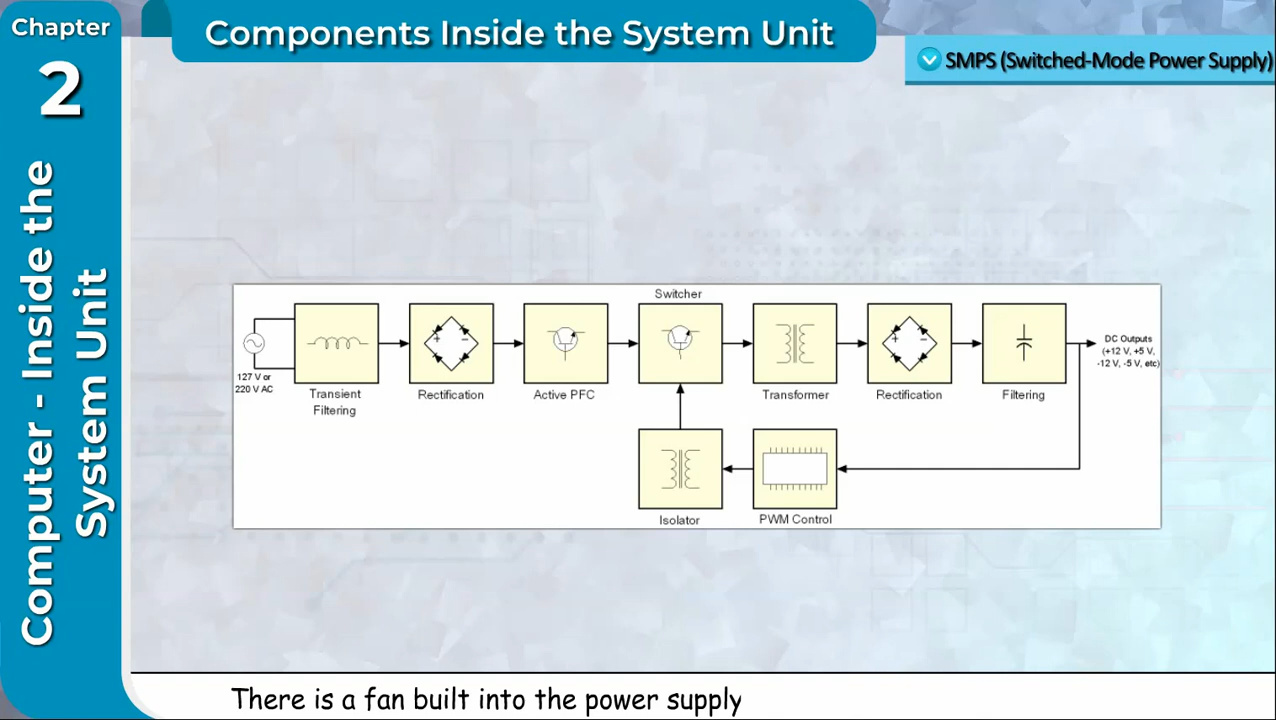 Chapter
2
Computer - Inside the
System Unit
Components Inside the System Unit
SMPS (Switched-Mode Power Supply)
Switcher
127 V or
220 V AC
Transient
Filtering
Rectification
Active PFC
Transformer
Rectification
Filtering
DC Outputs
(+12 V, +5 V,
-12 V, -5 V, etc)
Isolator
PWM Control
There is a fan built into the power supply